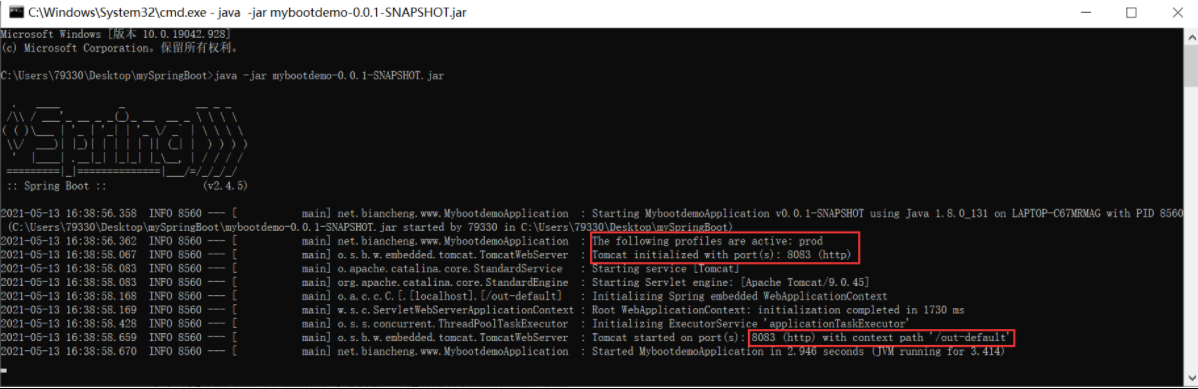 C:\Windows\System32\cmd.exe - java  -jar mybootdemo-0.0.1-SNAPSHOT.jar
Microsoft Windows [版本 10.0.19042.928]
(c) Microsoft Corporation。保留所有权利。
C:\Users\79330\Desktop\mySpringBoot>java -jar mybootdemo-0.0.1-SNAPSHOT.jar
:: Spring Boot ::                (v2.4.5)
2021-05-13 16:38:56.358  INFO 8560 --- [           main] net.biancheng.www.MybootdemoApplication  : Starting MybootdemoApplication v0.0.1-SNAPSHOT using Java 1.8.0_131 on LAPTOP-C67MRMAG with PID 8560
(C:\Users\79330\Desktop\mySpringBoot\mybootdemo-0.0.1-SNAPSHOT.jar started by 79330 in C:\Users\79330\Desktop\mySpringBoot)
2021-05-13 16:38:56.362  INFO 8560 --- [           main] net.biancheng.www.MybootdemoApplication  : The following profiles are active: prod
2021-05-13 16:38:58.067  INFO 8560 --- [           main] o.s.b.w.embedded.tomcat.TomcatWebServer  : Tomcat initialized with port(s): 8083 (http)
2021-05-13 16:38:58.083  INFO 8560 --- [           main] o.apache.catalina.core.StandardService   : Starting service [Tomcat]
2021-05-13 16:38:58.083  INFO 8560 --- [           main] org.apache.catalina.core.StandardEngine  : Starting Servlet engine: [Apache Tomcat/9.0.45]
2021-05-13 16:38:58.168  INFO 8560 --- [           main] o.a.c.c.C.[.[localhost].[/out-default]   : Initializing Spring embedded WebApplicationContext
2021-05-13 16:38:58.169  INFO 8560 --- [           main] w.s.c.ServletWebServerApplicationContext : Root WebApplicationContext: initialization completed in 1730 ms
2021-05-13 16:38:58.428  INFO 8560 --- [           main] o.s.s.concurrent.ThreadPoolTaskExecutor  : Initializing ExecutorService 'applicationTaskExecutor'
2021-05-13 16:38:58.659  INFO 8560 --- [           main] o.s.b.w.embedded.tomcat.TomcatWebServer  : Tomcat started on port(s): 8083 (http) with context path '/out-default'
2021-05-13 16:38:58.670  INFO 8560 --- [           main] net.biancheng.www.MybootdemoApplication  : Started MybootdemoApplication in 2.946 seconds (JVM running for 3.414)